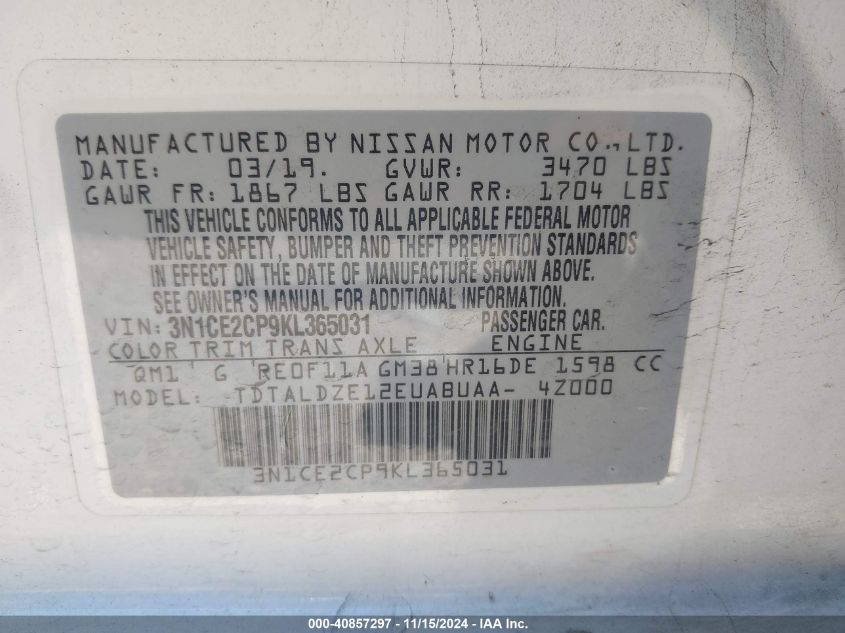 MANUFACTURED BY NISSAN MOTOR CO., LTD.
DATE: 03/19. GVWR: 3470 LBS
GAWR FR: 1867 LBS GAWR RR: 1704 LBS
THIS VEHICLE CONFORMS TO ALL APPLICABLE FEDERAL MOTOR
VEHICLE SAFETY, BUMPER AND THEFT PREVENTION STANDARDS
IN EFFECT ON THE DATE OF MANUFACTURE SHOWN ABOVE.
SEE OWNER'S MANUAL FOR ADDITIONAL INFORMATION.
VIN: 3N1CE2CP9KL365031 PASSENGER CAR.
COLOR TRIM TRANS AXLE ENGINE
QM1 G RE0F11A GM38 HR16DE 1598 CC
MODEL: TDTALDZE12EUABUAA- 4Z000
3N1CE2CP9KL365031
000-40857297 - 11/15/2024 - IAA Inc.